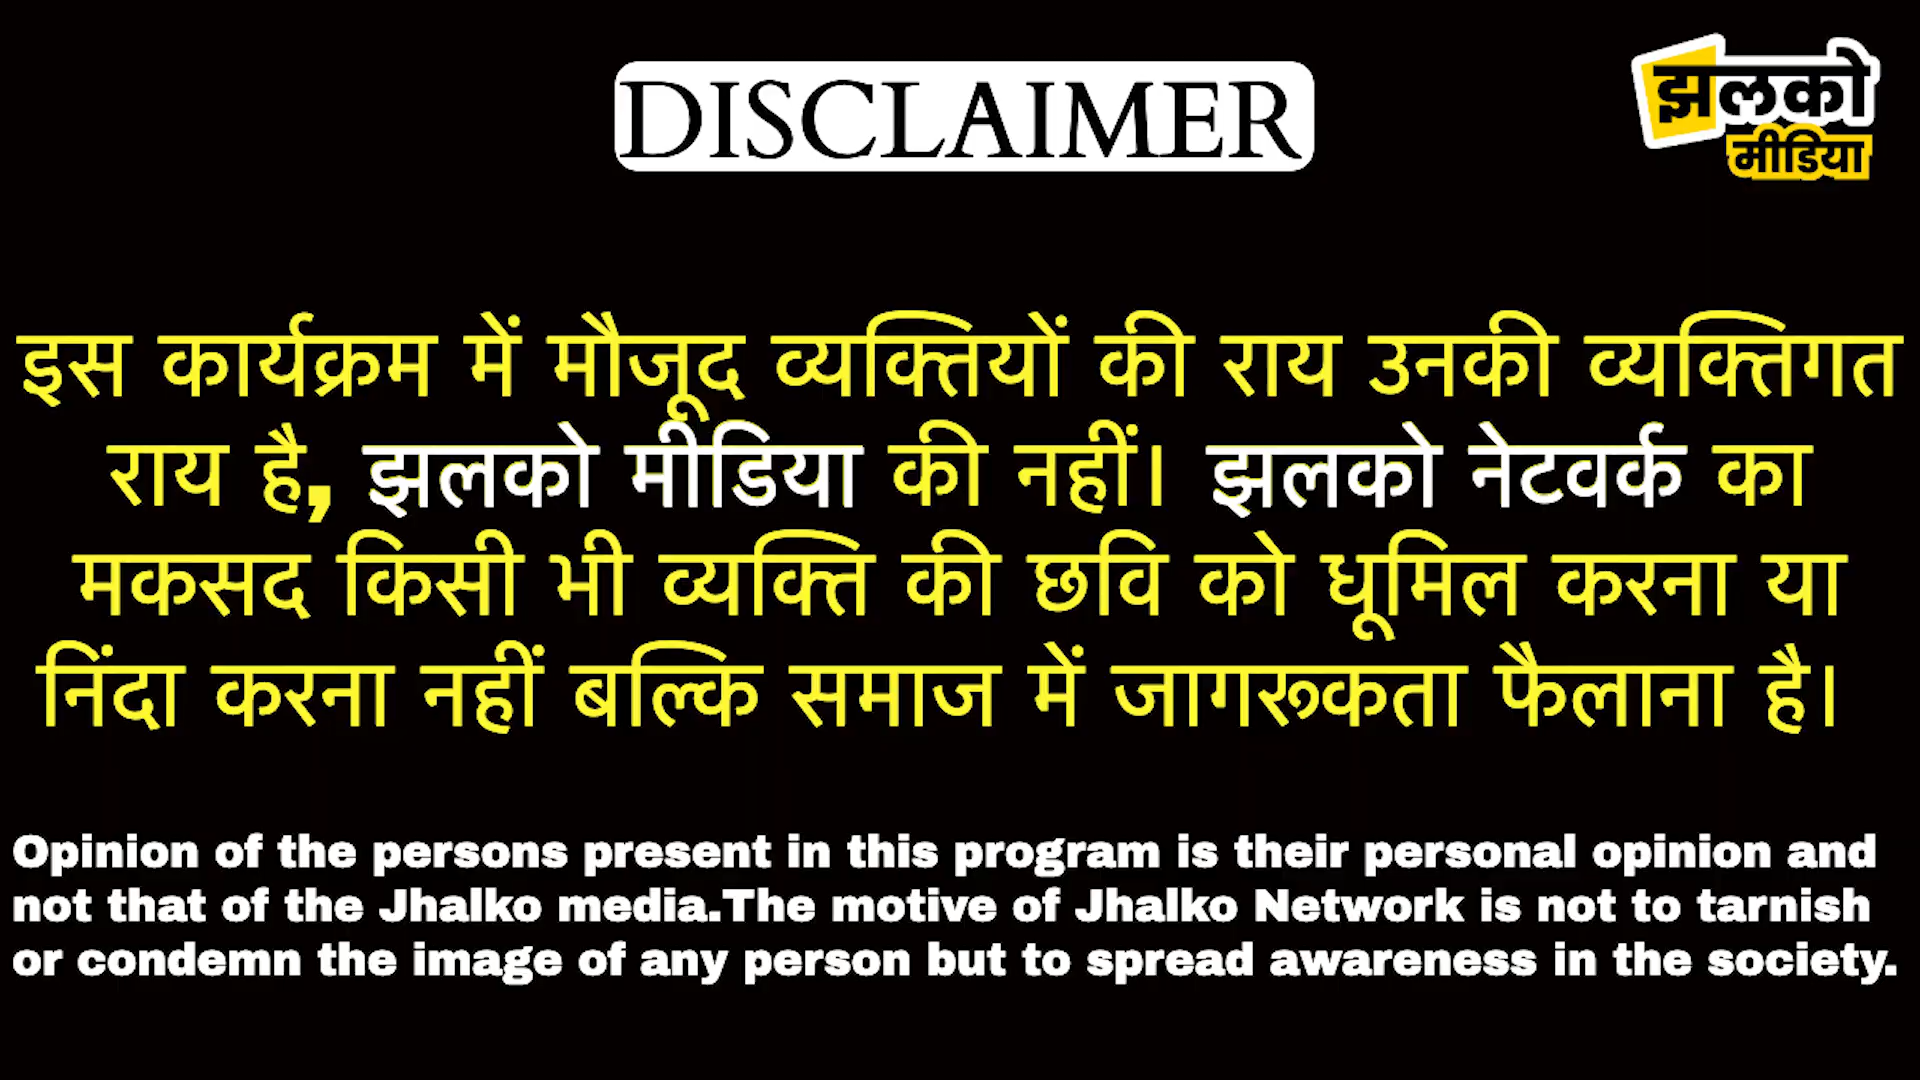 DISCLAIMER
झलको
मीडिया
इस कार्यक्रम में मौजूद व्यक्तियों की राय उनकी व्यक्तिगत
राय है, झलको मीडिया की नहीं। झलको नेटवर्क का
मकसद किसी भी व्यक्ति की छवि को धूमिल करना या
निंदा करना नहीं बल्कि समाज में जागरूकता फैलाना है।
Opinion of the persons present in this program is their personal opinion and
not that of the Jhalko media.The motive of Jhalko Network is not to tarnish
or condemn the image of any person but to spread awareness in the society.